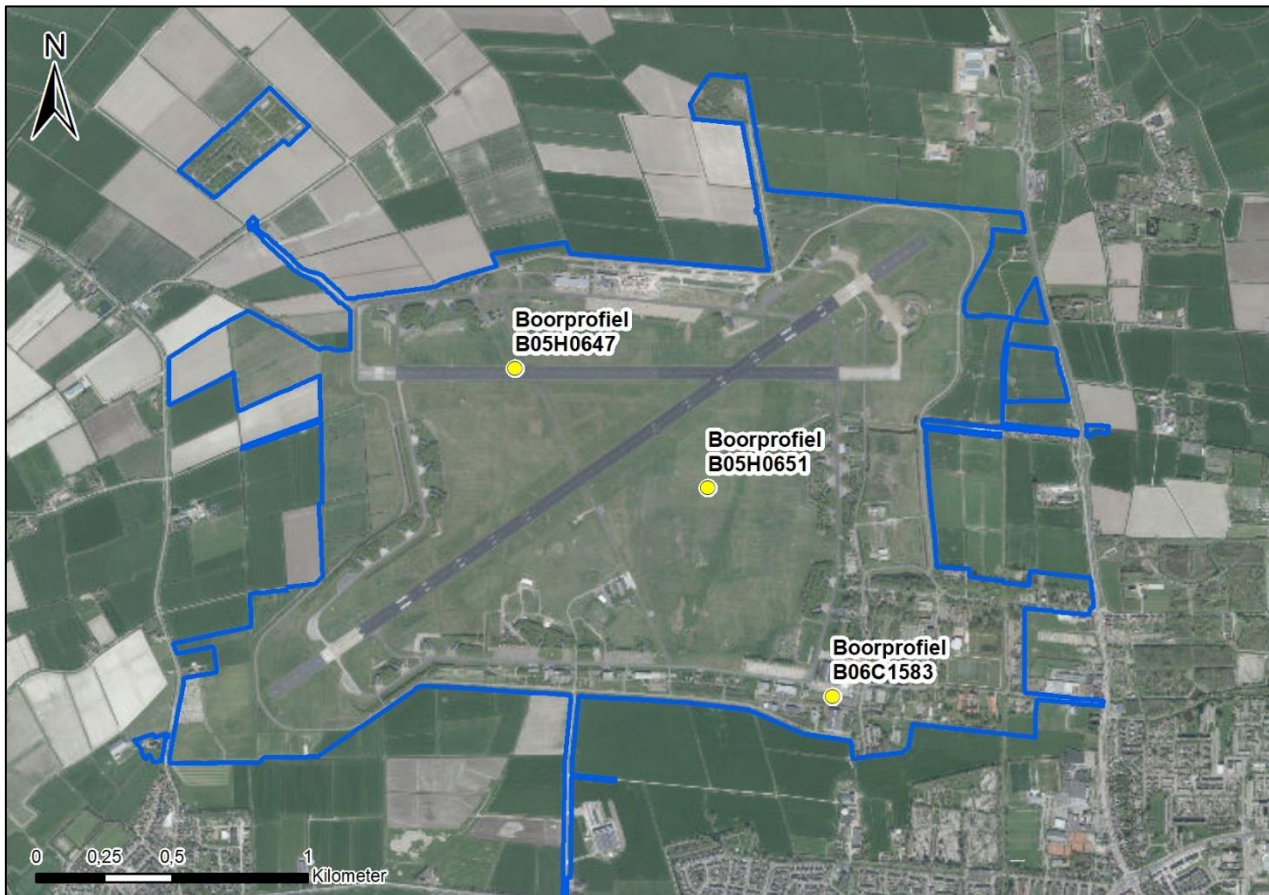 N
Boorprofiel
B05H0647
Boorprofiel
B05H0651
Boorprofiel
B06C1583
0 0,25 0,5 1
Kilometer